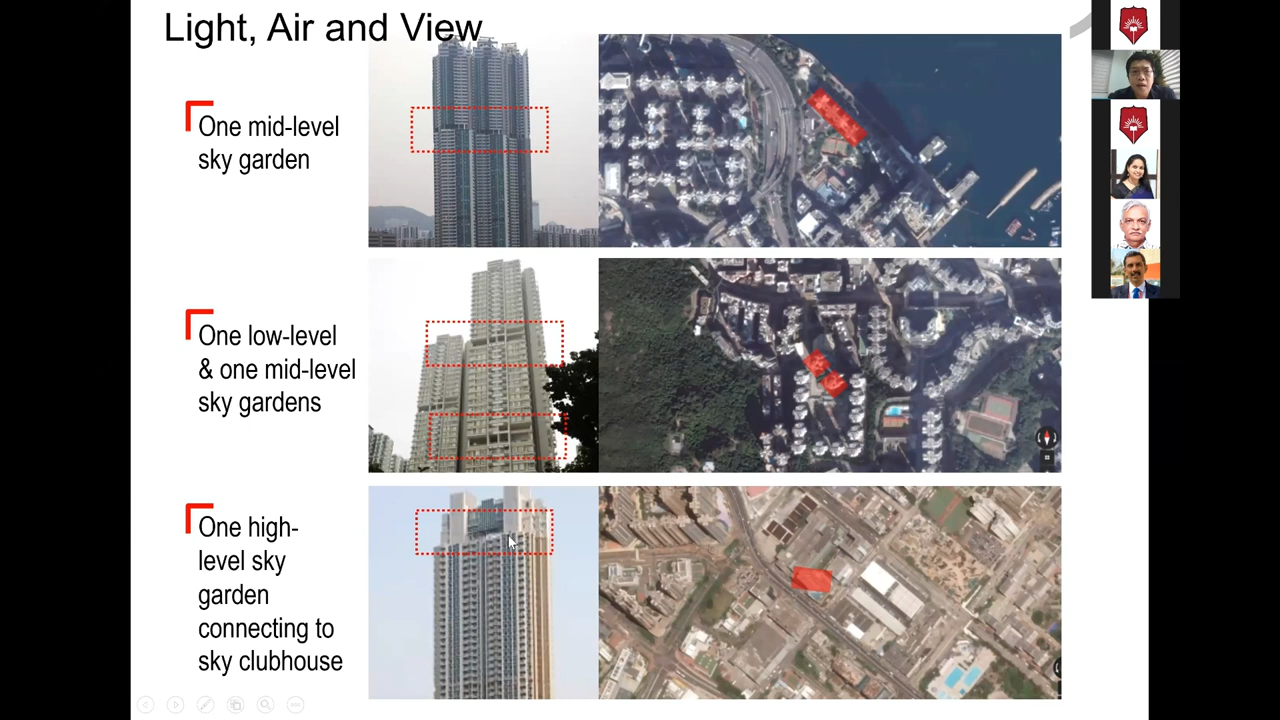 Light, Air and View
One mid-level
sky garden
One low-level
& one mid-level
sky gardens
One high-
level sky
garden
connecting to
sky clubhouse